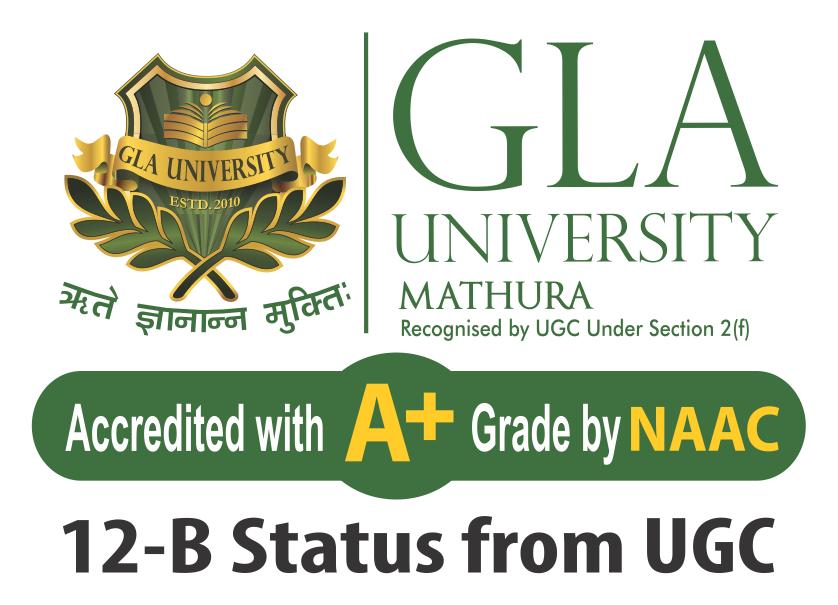 GLA UNIVERSITY
ESTD. 2010
ऋते ज्ञानान्न मुक्तिः
GLA
UNIVERSITY
MATHURA
Recognised by UGC Under Section 2(f)
Accredited with A+ Grade by NAAC
12-B Status from UGC